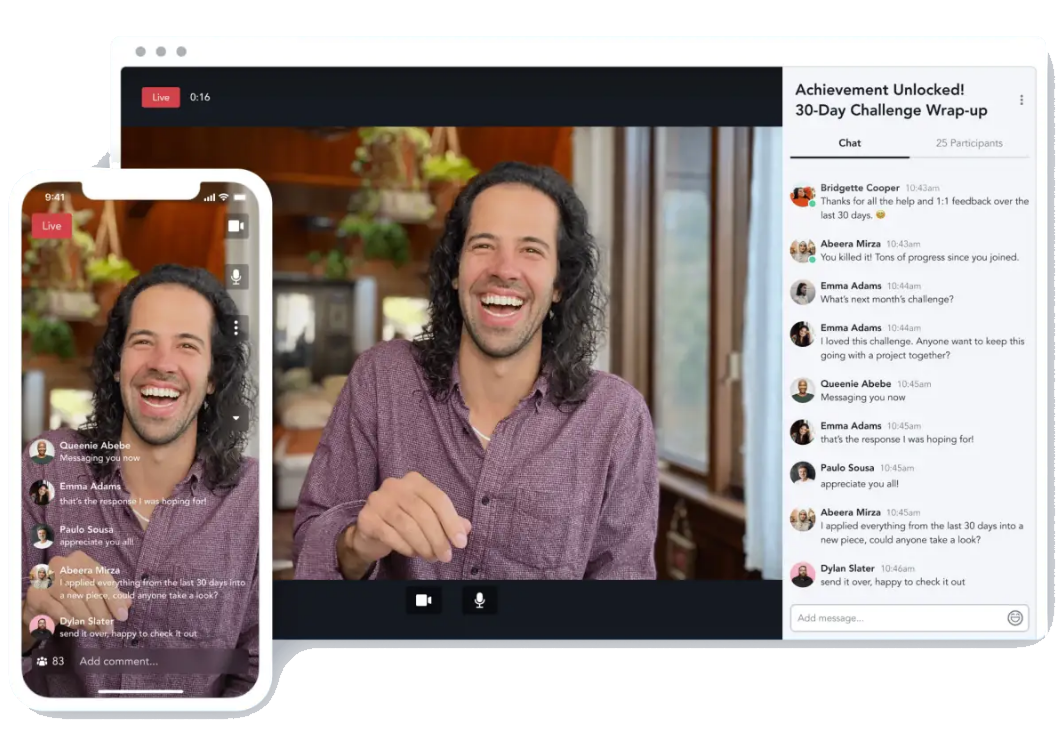 Live 0:16
Achievement Unlocked!
30-Day Challenge Wrap-up
Chat 25 Participants
Bridgette Cooper 10:43am
Thanks for all the help and 1:1 feedback over the
last 30 days. 😊
Abeera Mirza 10:43am
You killed it! Tons of progress since you joined.
Emma Adams 10:44am
What's next month's challenge?
Emma Adams 10:44am
I loved this challenge. Anyone want to keep this
going with a project together?
Queenie Abebe 10:45am
Messaging you now
Emma Adams 10:45am
that's the response I was hoping for!
Paulo Sousa 10:45am
appreciate you all!
Abeera Mirza 10:45am
I applied everything from the last 30 days into a
new piece, could anyone take a look?
Dylan Slater 10:46am
send it over, happy to check it out
Add message...
9:41
Live
Queenie Abebe
Messaging you now
Emma Adams
that's the response I was hoping for!
Paulo Sousa
appreciate you all!
Abeera Mirza
I applied everything from the last 30 days into
a new piece, could anyone take a look?
Dylan Slater
send it over, happy to check it out
83 Add comment...